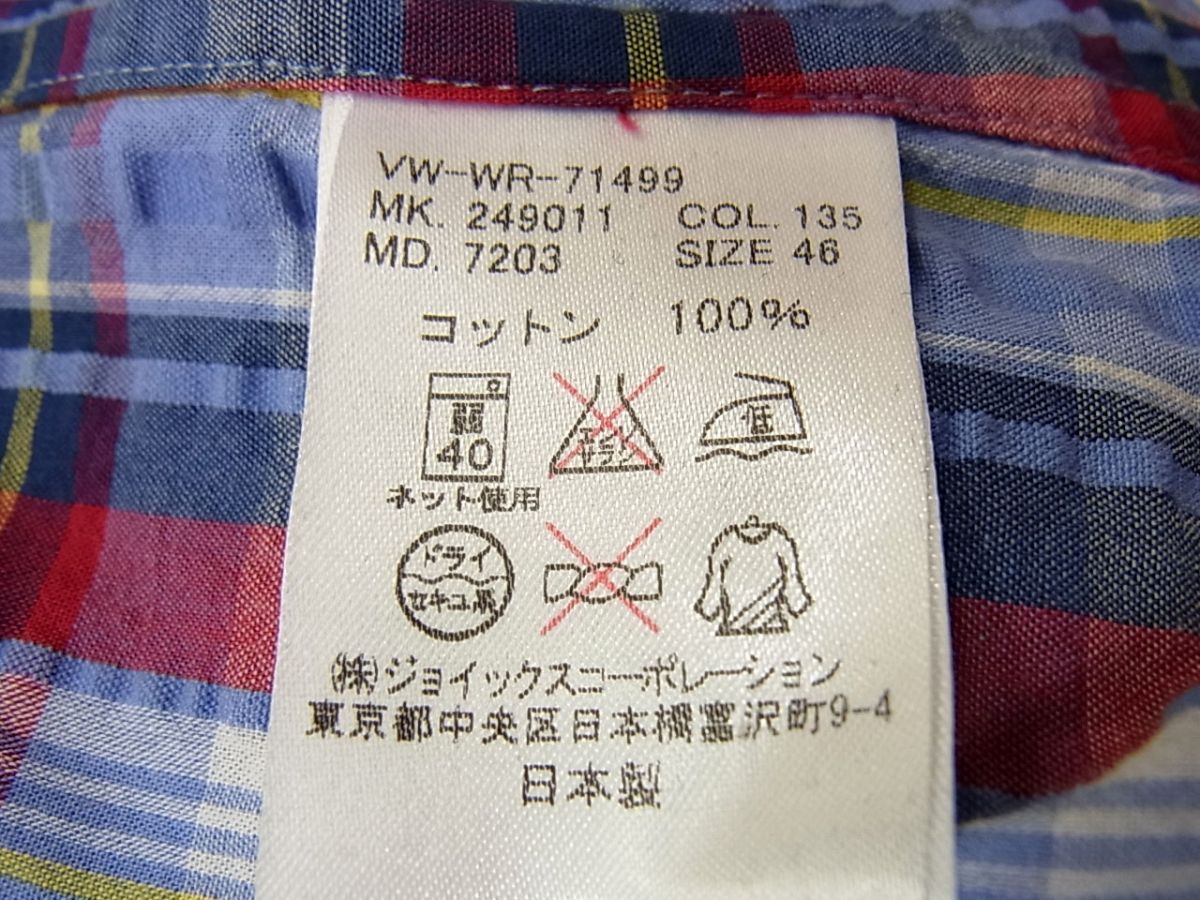 VW-WR-71499
MK. 249011 COL. 135
MD. 7203 SIZE 46
コットン 100%
弱
40
低
ネット使用
ドライ
セキユ系
㈱ジョイックスコーポレーション
東京都中央区日本橋富沢町9-4
日本製